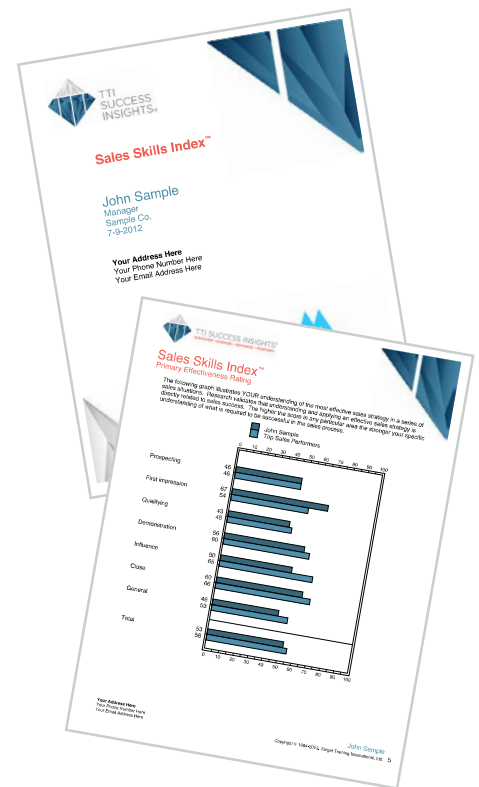 TTI
SUCCESS
INSIGHTS®
Sales Skills Index™
John Sample
Manager
Sample Co.
7-9-2012
Your Address Here
Your Phone Number Here
Your Email Address Here
TTI SUCCESS INSIGHTS®
Sales Skills Index™
Primary Effectiveness Rating
The following graph illustrates YOUR understanding of the most effective sales strategy in a series of
sales situations. Research validates that understanding and applying an effective sales strategy is
directly related to sales success. The higher the score in any particular area the stronger your specific
understanding of what is required to be successful in the sales process.
John Sample
Top Sales Performers
0 10 20 30 40 50 60 70 80 90 100
Prospecting
46
46
First Impression
67
54
Qualifying
43
45
Demonstration
56
60
Influence
50
65
Close
60
66
General
48
53
Total
53
56
0 10 20 30 40 50 60 70 80 90 100
Your Address Here
Your Phone Number Here
Your Email Address Here
John Sample
Copyright © 1984-2012, Target Training International, Ltd. 5